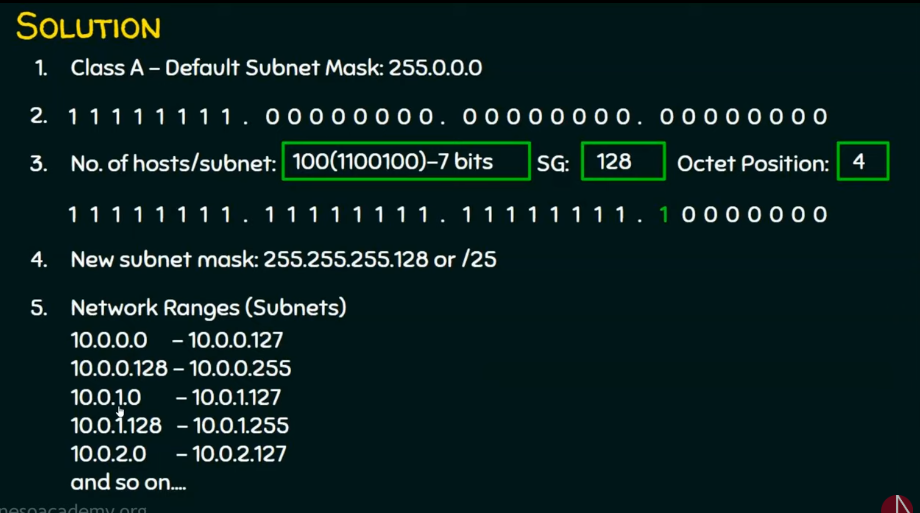 SOLUTION
1. Class A – Default Subnet Mask: 255.0.0.0
2. 1 1 1 1 1 1 1 1 . 0 0 0 0 0 0 0 0 . 0 0 0 0 0 0 0 0 . 0 0 0 0 0 0 0 0
3. No. of hosts/subnet: 100(1100100)–7 bits SG: 128 Octet Position: 4
1 1 1 1 1 1 1 1 . 1 1 1 1 1 1 1 1 . 1 1 1 1 1 1 1 1 . 1 0 0 0 0 0 0 0
4. New subnet mask: 255.255.255.128 or /25
5. Network Ranges (Subnets)
10.0.0.0 – 10.0.0.127
10.0.0.128 – 10.0.0.255
10.0.1.0 – 10.0.1.127
10.0.1.128 – 10.0.1.255
10.0.2.0 – 10.0.2.127
and so on....
nesoacademy.org